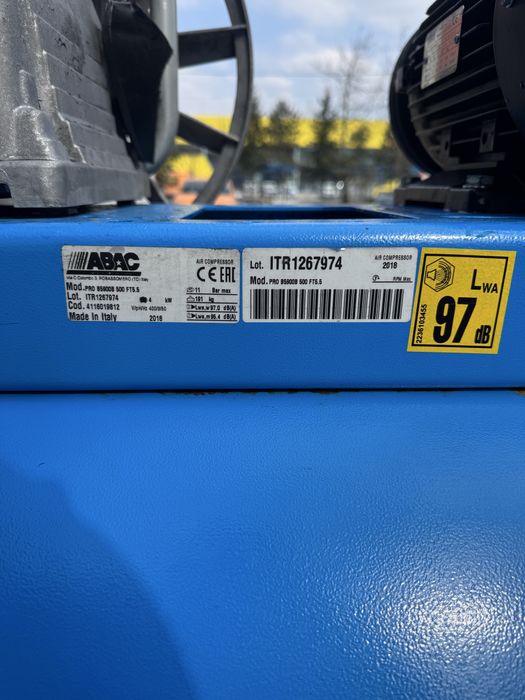 ABAC
AIR COMPRESSOR
Via C.Colombo 3, ROBASSOMERO (TO) Italy
CE EAC
Mod. PRO B5900B 500 FT5.5
Lot. ITR1267974
Cod. 4116019812
4 kW
V/ph/Hz 400/3/50
Made in Italy 2018
11 Bar max
191 kg
Lwa,w 97.0 dB(A)
Lwa,m 95.4 dB(A)
Lot. ITR1267974
AIR COMPRESSOR
2018
Mod. PRO B5900B 500 FT5.5
R.P.M. Max
LWA
97 dB
2236103455